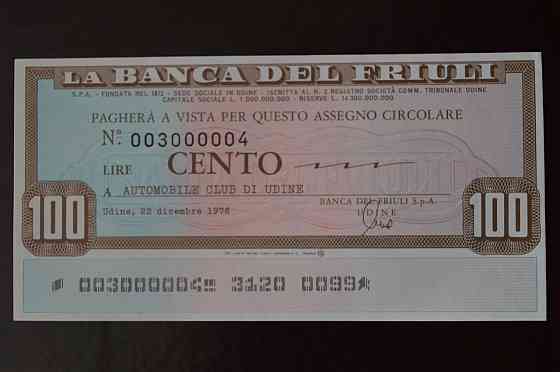 LA BANCA DEL FRIULI
S.P.A. - FONDATA NEL 1872 - SEDE SOCIALE IN UDINE - ISCRITTA AL N. 2 REGISTRO SOCIETÀ COMM. TRIBUNALE UDINE
CAPITALE SOCIALE L. 1.000.000.000 - RISERVE L. 14.300.000.000
PAGHERÀ A VISTA PER QUESTO ASSEGNO CIRCOLARE
N.° 003000004
LIRE CENTO
A AUTOMOBILE CLUB DI UDINE
Udine, 22 dicembre 1976
BANCA DEL FRIULI S.p.A.
UDINE
100
100
003000004 3120 0099